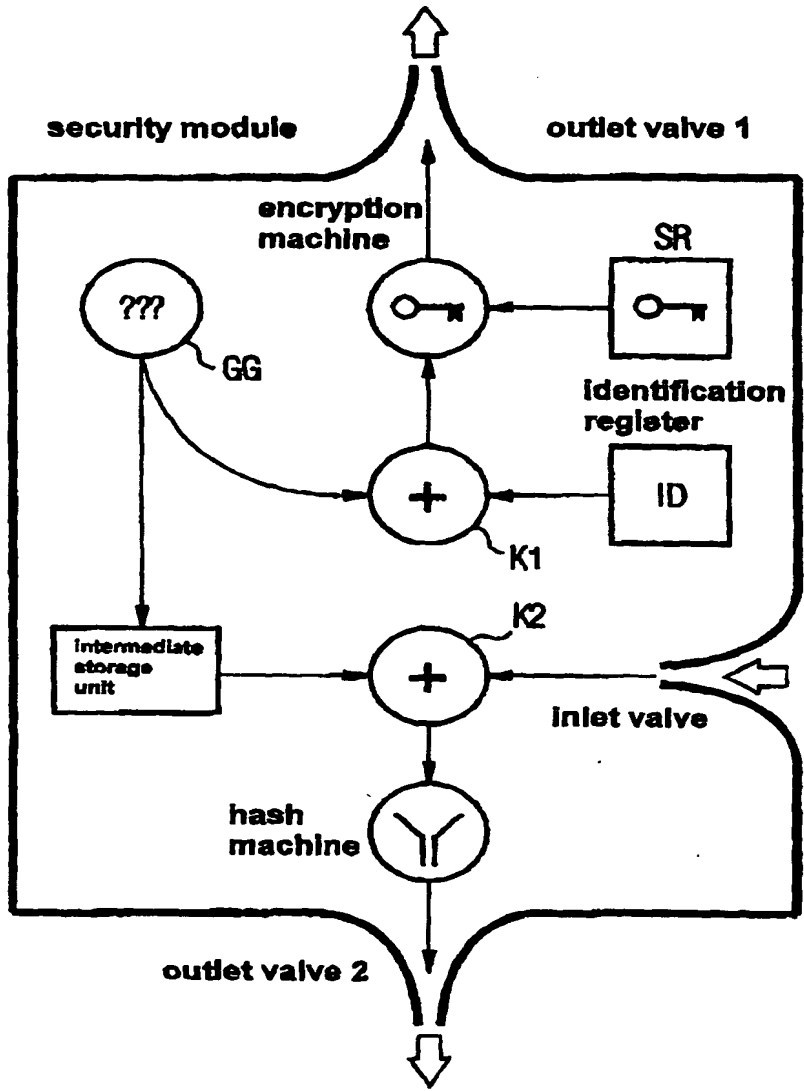 security module
outlet valve 1
encryption
machine
SR
???
GG
identification
register
+
ID
K1
K2
intermediate
storage
unit
+
inlet valve
hash
machine
outlet valve 2